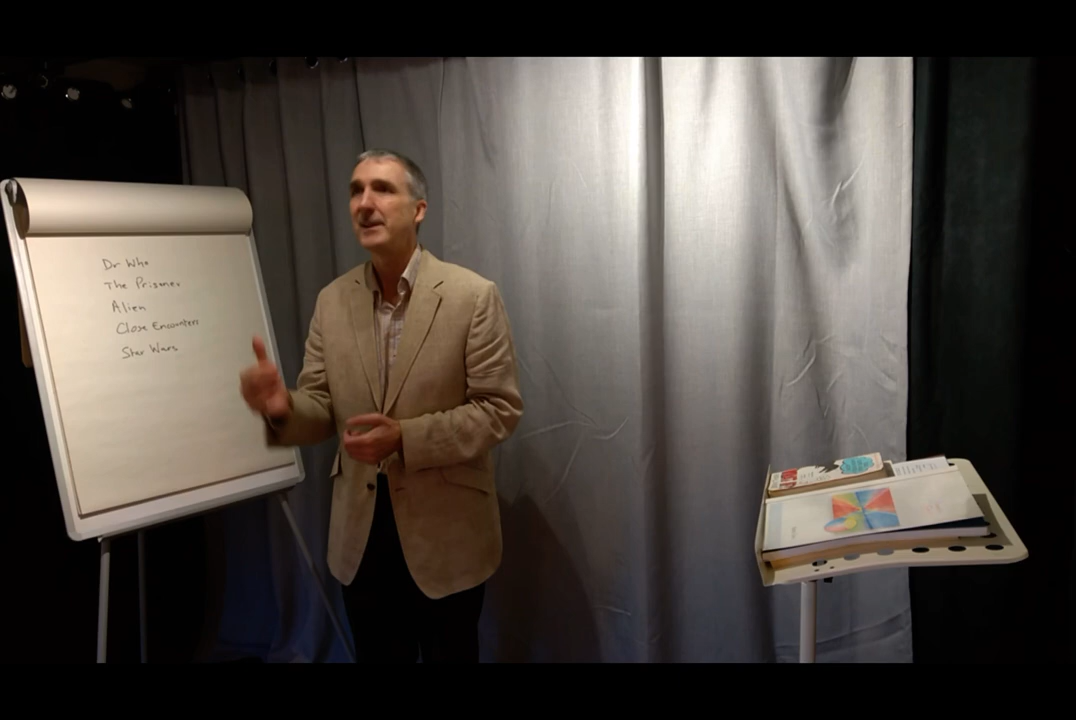 Dr Who
The Prisoner
Alien
Close Encounters
Star Wars